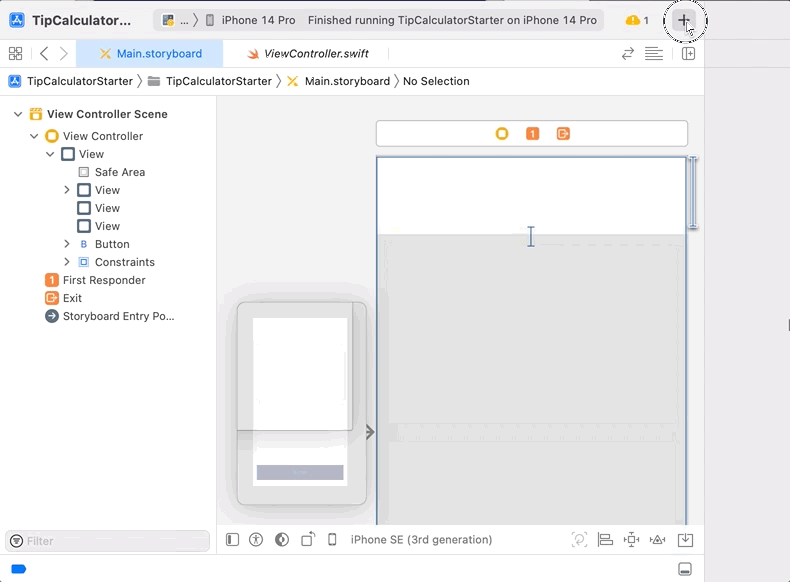 TipCalculator... ... iPhone 14 Pro Finished running TipCalculatorStarter on iPhone 14 Pro 1
Main.storyboard ViewController.swift
TipCalculatorStarter TipCalculatorStarter Main.storyboard No Selection
View Controller Scene
View Controller
View
Safe Area
View
View
View
B Button
Constraints
1 First Responder
Exit
Storyboard Entry Po...
1
Filter
iPhone SE (3rd generation)